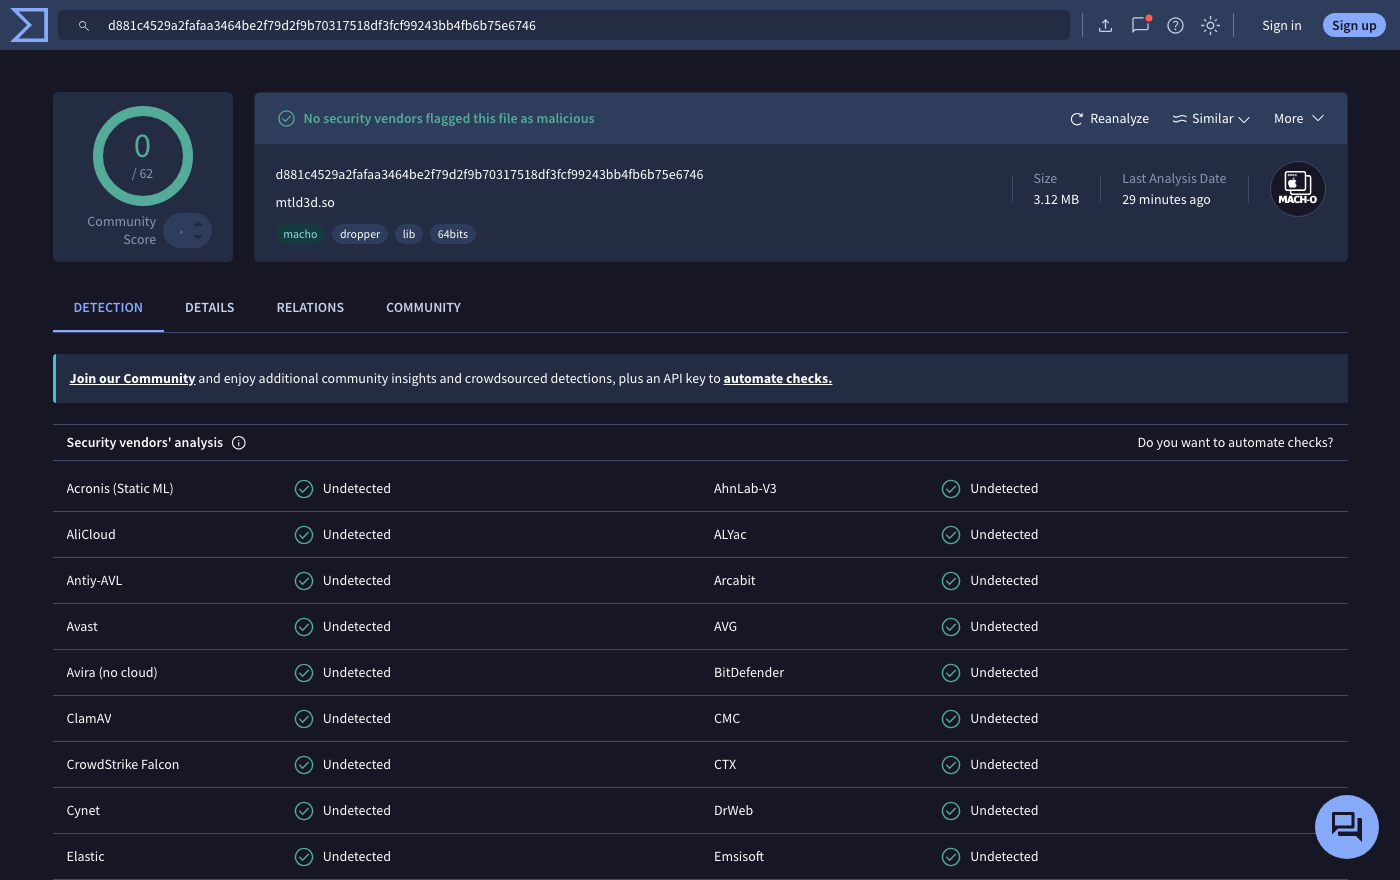 d881c4529a2fafaa3464be2f79d2f9b70317518df3fcf99243bb4fb6b75e6746
Sign in
Sign up
0
/ 62
Community Score
No security vendors flagged this file as malicious
Reanalyze
Similar
More
d881c4529a2fafaa3464be2f79d2f9b70317518df3fcf99243bb4fb6b75e6746
mtld3d.so
macho
dropper
lib
64bits
Size
3.12 MB
Last Analysis Date
29 minutes ago
MACH-O
DETECTION
DETAILS
RELATIONS
COMMUNITY
Join our Community and enjoy additional community insights and crowdsourced detections, plus an API key to automate checks.
Security vendors' analysis
Do you want to automate checks?
Acronis (Static ML) Undetected AhnLab-V3 Undetected
AliCloud Undetected ALYac Undetected
Antiy-AVL Undetected Arcabit Undetected
Avast Undetected AVG Undetected
Avira (no cloud) Undetected BitDefender Undetected
ClamAV Undetected CMC Undetected
CrowdStrike Falcon Undetected CTX Undetected
Cynet Undetected DrWeb Undetected
Elastic Undetected Emsisoft Undetected